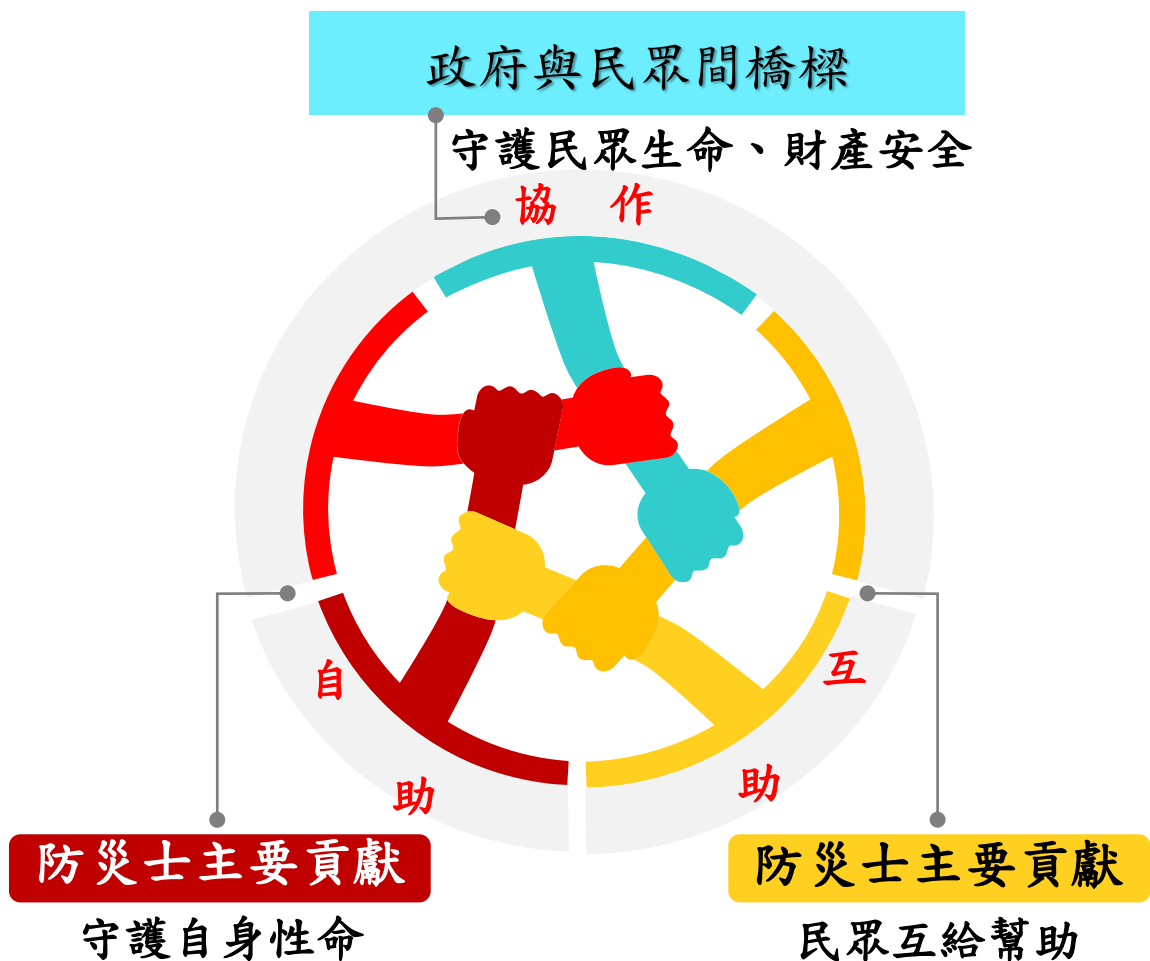 政府與民眾間橋樑
守護民眾生命、財產安全
協 作
自
助
互
助
防災士主要貢獻
守護自身性命
防災士主要貢獻
民眾互給幫助